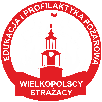 EDUKACJA I PROFILAKTYKA POŻAROWA
WIELKOPOLSCY
STRAŻACY